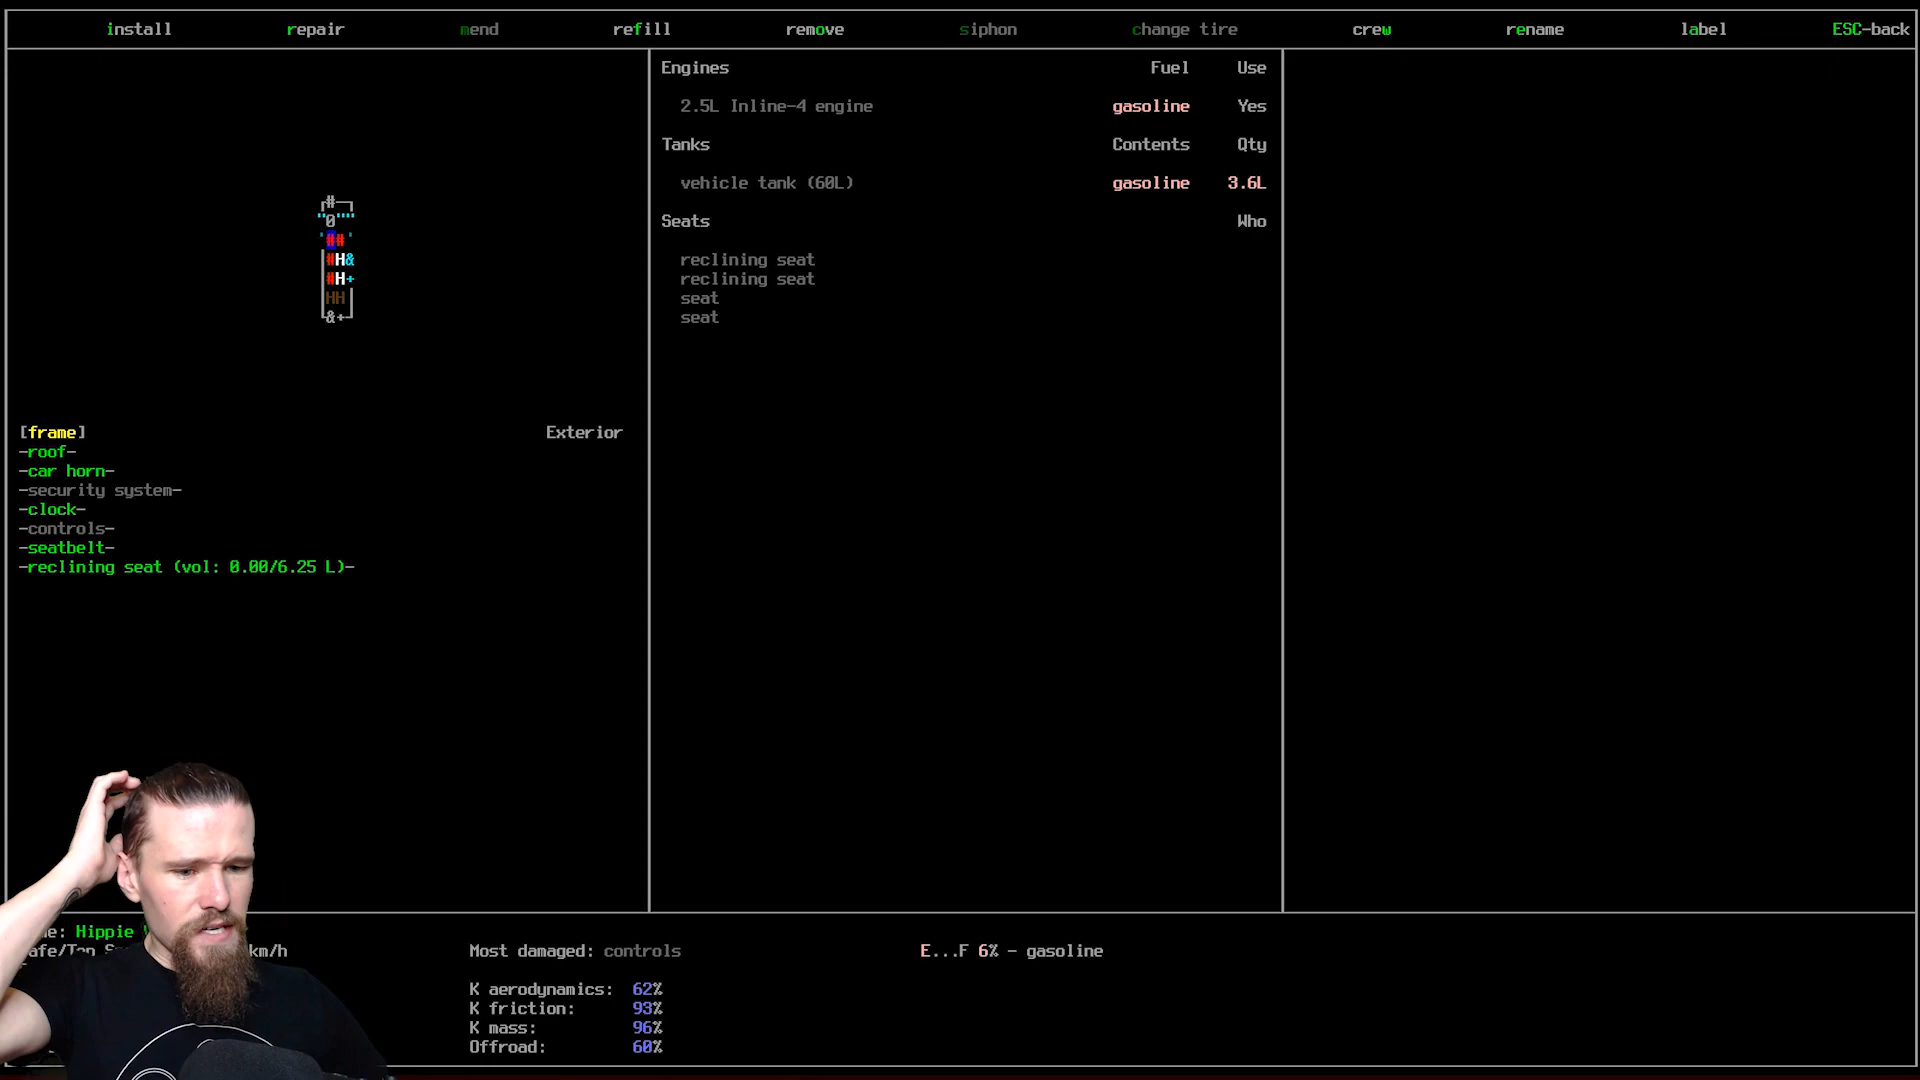 install repair mend refill remove siphon change tire crew rename label ESC-back
Engines Fuel Use
2.5L Inline-4 engine gasoline Yes
Tanks Contents Qty
vehicle tank (60L) gasoline 3.6L
Seats Who
reclining seat
reclining seat
seat
seat
[frame] Exterior
-roof-
-car horn-
-security system-
-clock-
-controls-
-seatbelt-
-reclining seat (vol: 0.00/6.25 L)-
Hippie
km/h Most damaged: controls E...F 6% - gasoline
K aerodynamics: 62%
K friction: 93%
K mass: 96%
Offroad: 60%